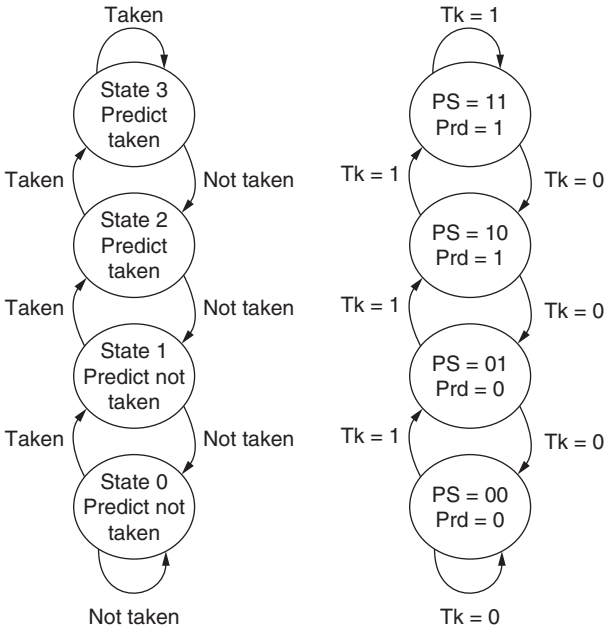 Taken
State 3
Predict
taken
Taken
Not taken
State 2
Predict
taken
Taken
Not taken
State 1
Predict not
taken
Taken
Not taken
State 0
Predict not
taken
Not taken
Tk = 1
PS = 11
Prd = 1
Tk = 1
Tk = 0
PS = 10
Prd = 1
Tk = 1
Tk = 0
PS = 01
Prd = 0
Tk = 1
Tk = 0
PS = 00
Prd = 0
Tk = 0